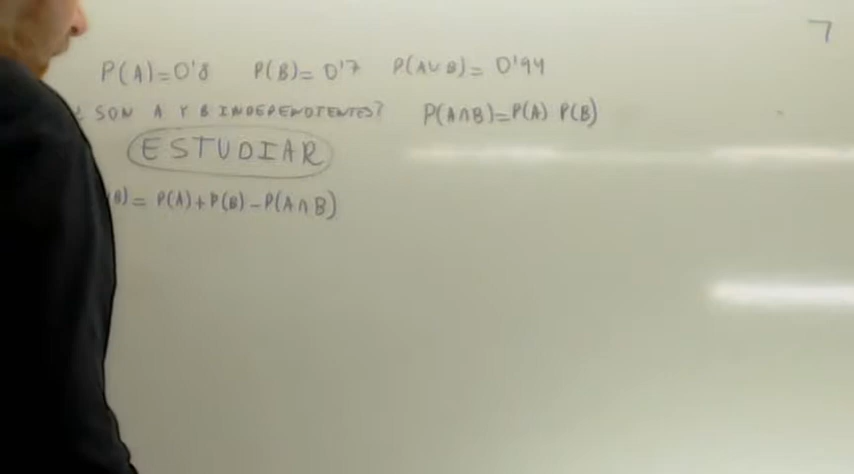 7
P(A)=0'8 P(B)=0'7 P(A∪B)=0'94
¿ SON A Y B INDEPENDIENTES? P(A∩B)=P(A) P(B)
ESTUDIAR
B)= P(A)+P(B)-P(A∩B)